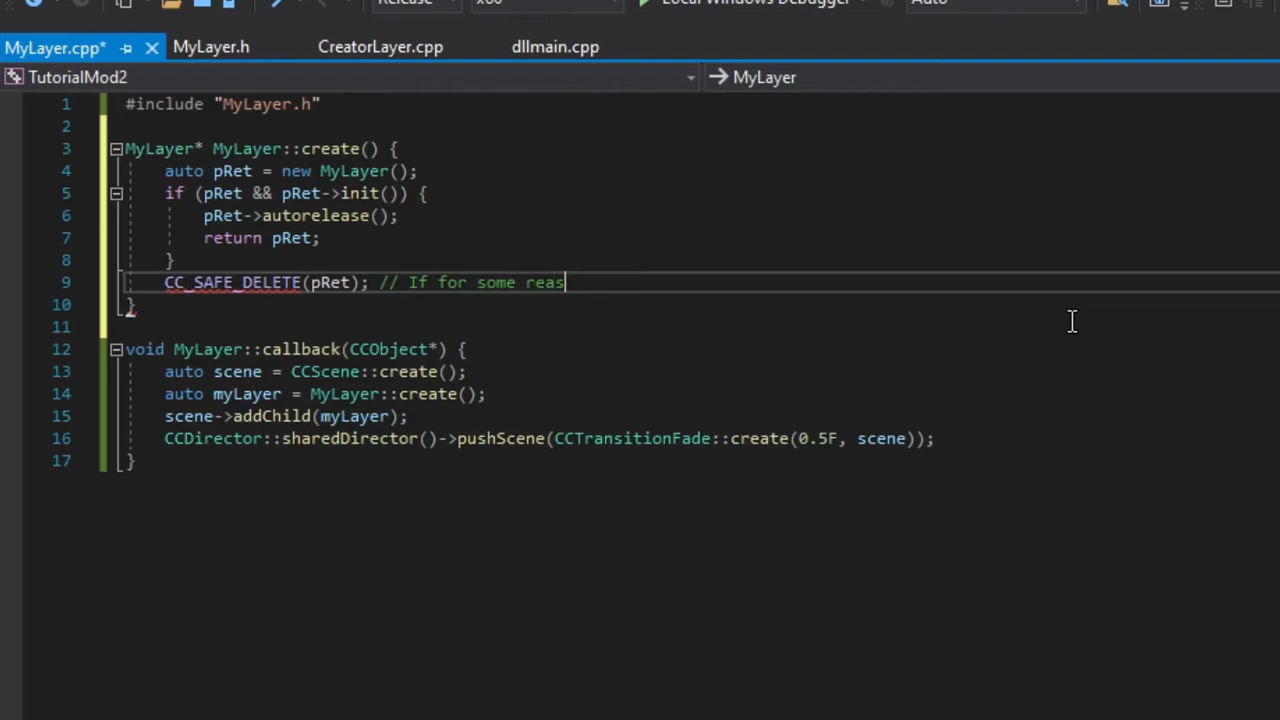 Release
x86
Local Windows Debugger
Auto
MyLayer.cpp*
MyLayer.h
CreatorLayer.cpp
dllmain.cpp
TutorialMod2
MyLayer
1 #include "MyLayer.h"
2
3 MyLayer* MyLayer::create() {
4 auto pRet = new MyLayer();
5 if (pRet && pRet->init()) {
6 pRet->autorelease();
7 return pRet;
8 }
9 CC_SAFE_DELETE(pRet); // If for some reas
10 }
11
12 void MyLayer::callback(CCObject*) {
13 auto scene = CCScene::create();
14 auto myLayer = MyLayer::create();
15 scene->addChild(myLayer);
16 CCDirector::sharedDirector()->pushScene(CCTransitionFade::create(0.5F, scene));
17 }